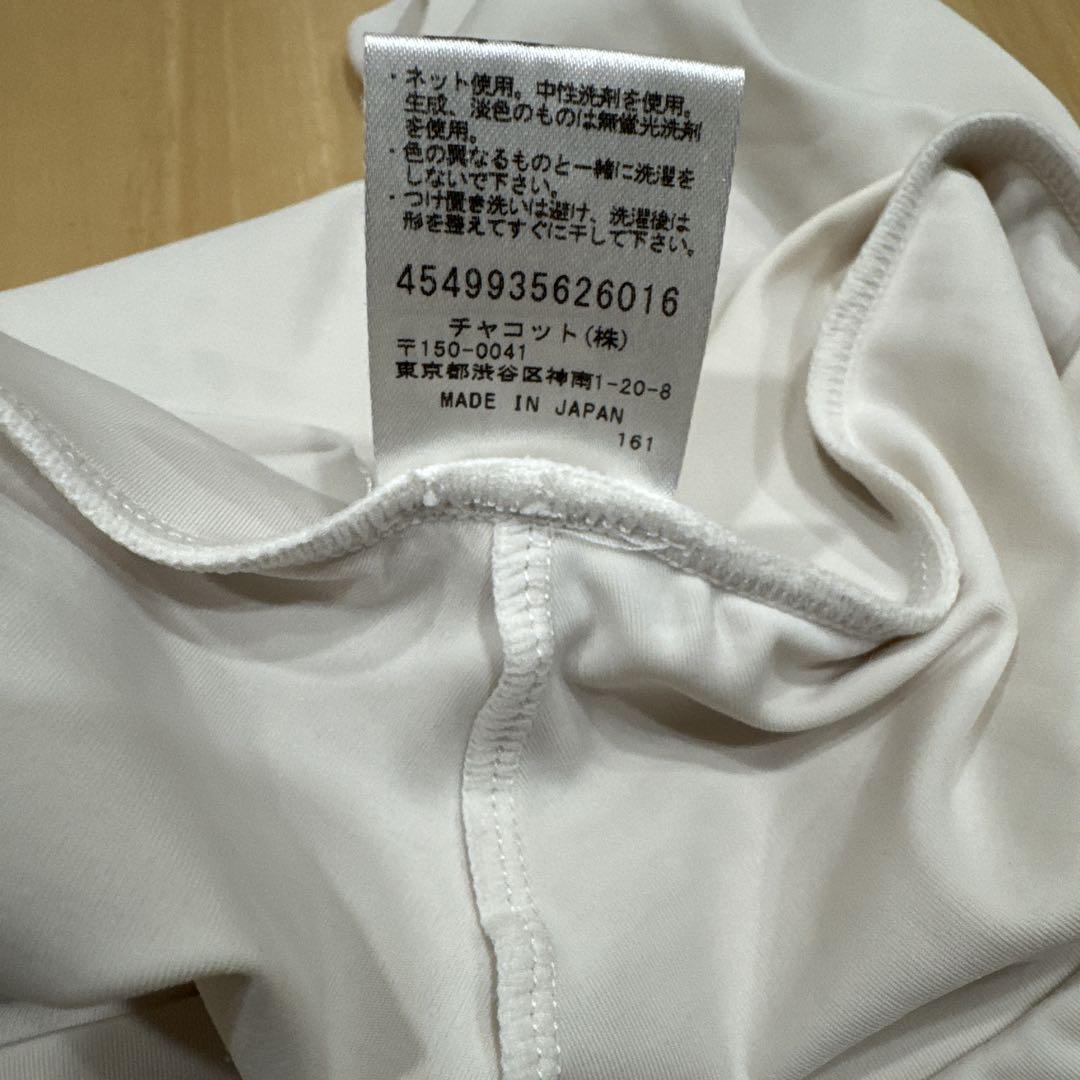 ・ネット使用。中性洗剤を使用。
生成、淡色のものは無蛍光洗剤
を使用。
・色の異なるものと一緒に洗濯を
しないで下さい。
・つけ置き洗いは避け、洗濯後は
形を整えてすぐに干して下さい。
4549935626016
チャコット(株)
〒150-0041
東京都渋谷区神南1-20-8
MADE IN JAPAN
161